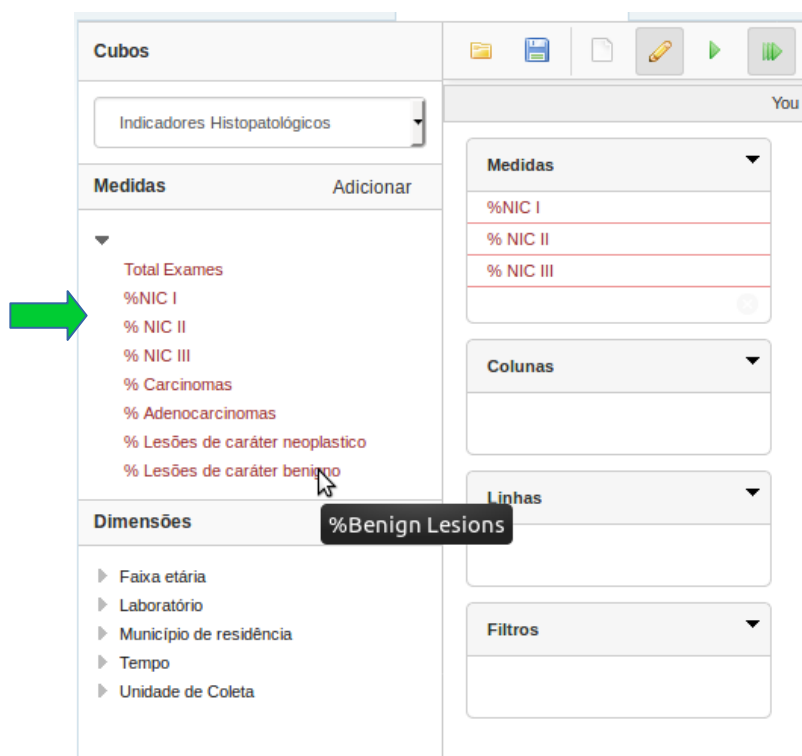 Cubos
Indicadores Histopatológicos
Medidas Adicionar
Total Exames
%NIC I
% NIC II
% NIC III
% Carcinomas
% Adenocarcinomas
% Lesões de caráter neoplastico
% Lesões de caráter benigno
Dimensões
%Benign Lesions
Faixa etária
Laboratório
Município de residência
Tempo
Unidade de Coleta
You
Medidas
%NIC I
% NIC II
% NIC III
Colunas
Linhas
Filtros